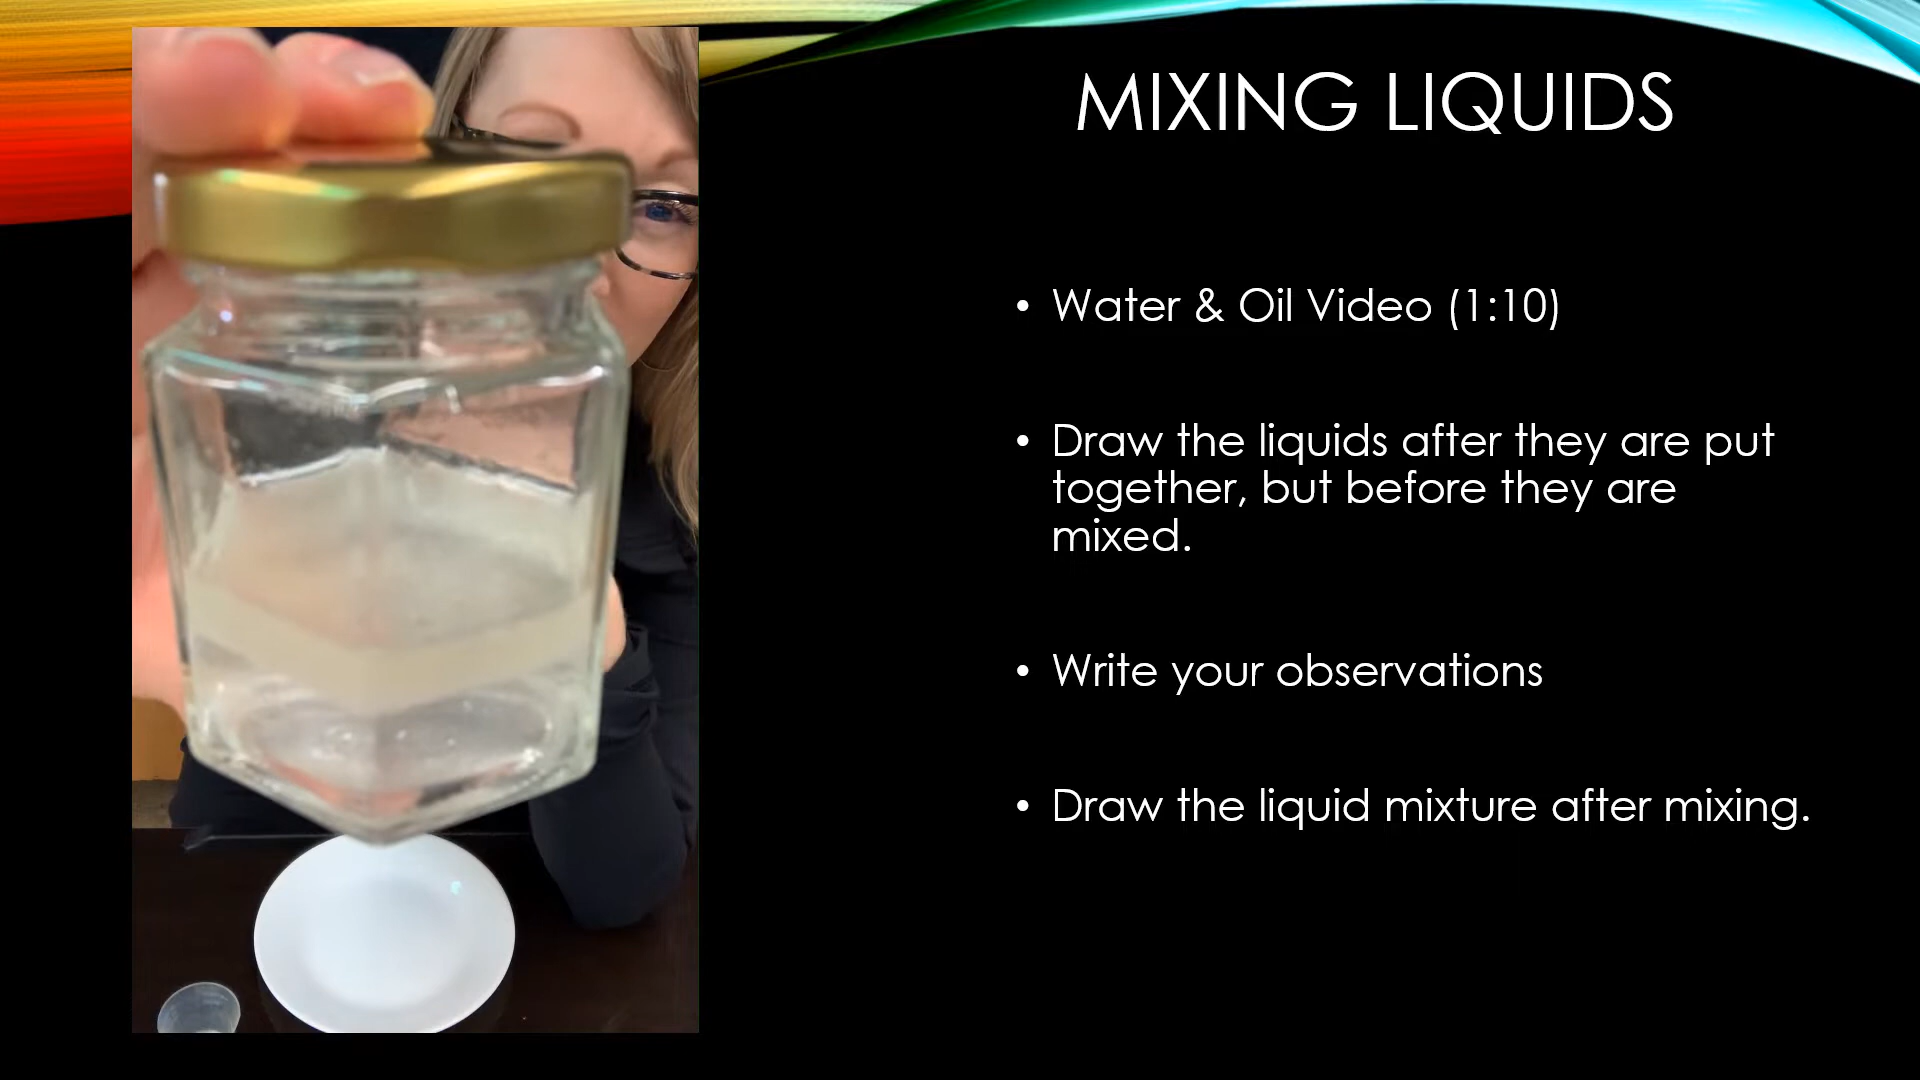 MIXING LIQUIDS
• Water & Oil Video (1:10)
• Draw the liquids after they are put
together, but before they are
mixed.
• Write your observations
• Draw the liquid mixture after mixing.